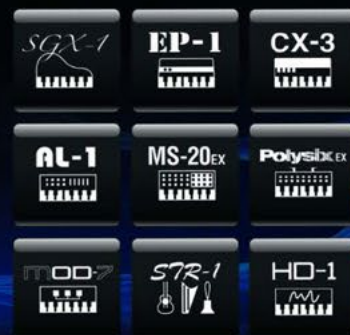 SGX-1
EP-1
CX-3
AL-1
MS-20EX
PolysixEX
MOD-7
STR-1
HD-1